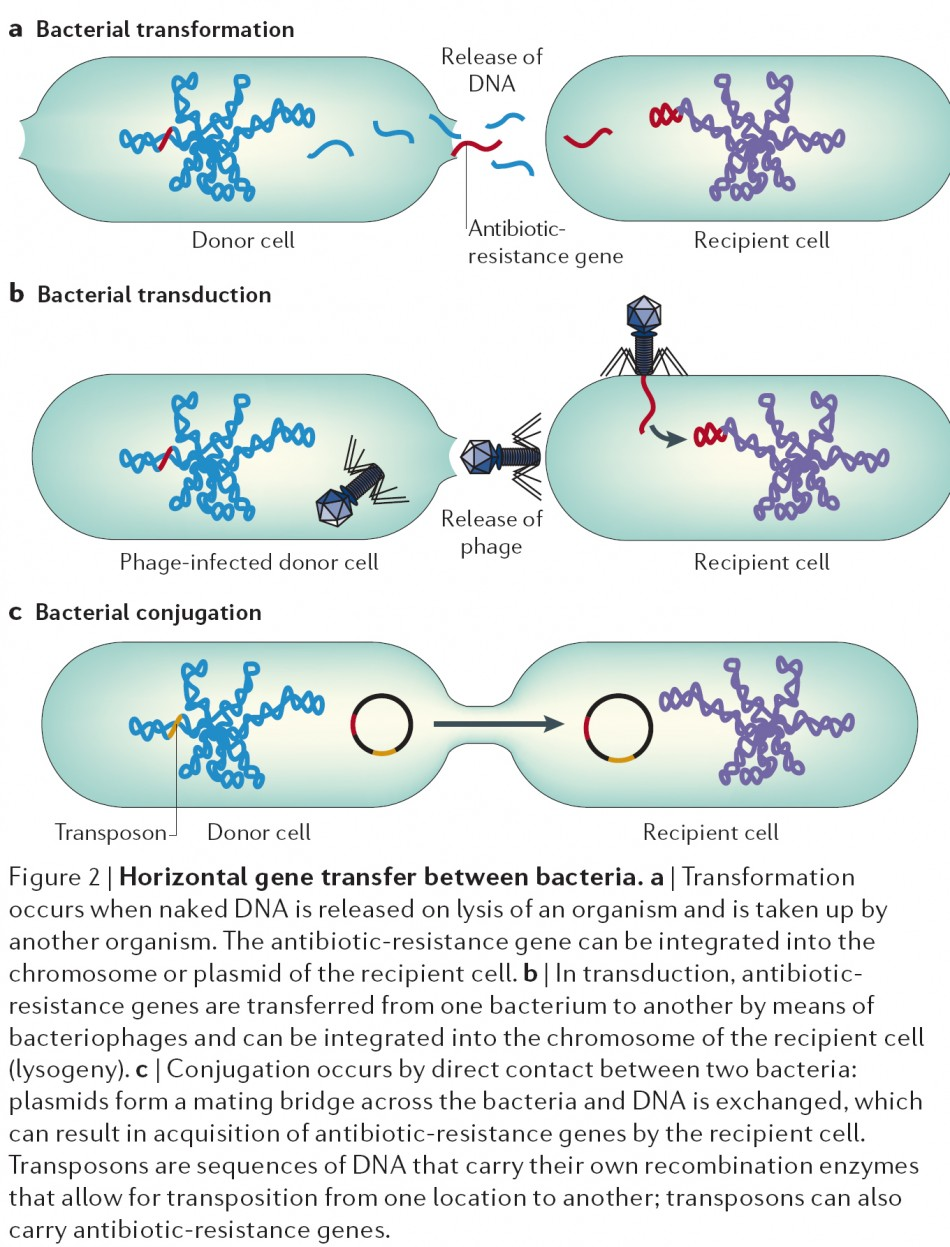 a Bacterial transformation
Release of
DNA
Donor cell
Antibiotic-
resistance gene
Recipient cell
b Bacterial transduction
Phage-infected donor cell
Release of
phage
Recipient cell
c Bacterial conjugation
Transposon
Donor cell
Recipient cell
Figure 2 | Horizontal gene transfer between bacteria. a | Transformation
occurs when naked DNA is released on lysis of an organism and is taken up by
another organism. The antibiotic-resistance gene can be integrated into the
chromosome or plasmid of the recipient cell. b | In transduction, antibiotic-
resistance genes are transferred from one bacterium to another by means of
bacteriophages and can be integrated into the chromosome of the recipient cell
(lysogeny). c | Conjugation occurs by direct contact between two bacteria:
plasmids form a mating bridge across the bacteria and DNA is exchanged, which
can result in acquisition of antibiotic-resistance genes by the recipient cell.
Transposons are sequences of DNA that carry their own recombination enzymes
that allow for transposition from one location to another; transposons can also
carry antibiotic-resistance genes.